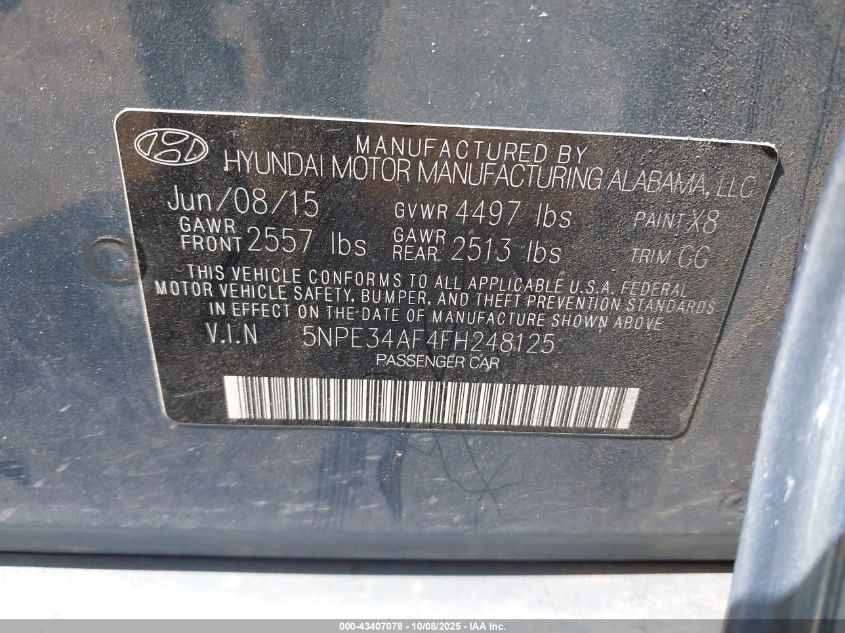 MANUFACTURED BY
HYUNDAI MOTOR MANUFACTURING ALABAMA, LLC
Jun/08/15 GVWR 4497 lbs PAINT X8
GAWR FRONT 2557 lbs GAWR REAR 2513 lbs TRIM GG
THIS VEHICLE CONFORMS TO ALL APPLICABLE U.S.A. FEDERAL
MOTOR VEHICLE SAFETY, BUMPER, AND THEFT PREVENTION STANDARDS
IN EFFECT ON THE DATE OF MANUFACTURE SHOWN ABOVE
V.I.N 5NPE34AF4FH248125
PASSENGER CAR
000-43407078 - 10/08/2025 - IAA Inc.